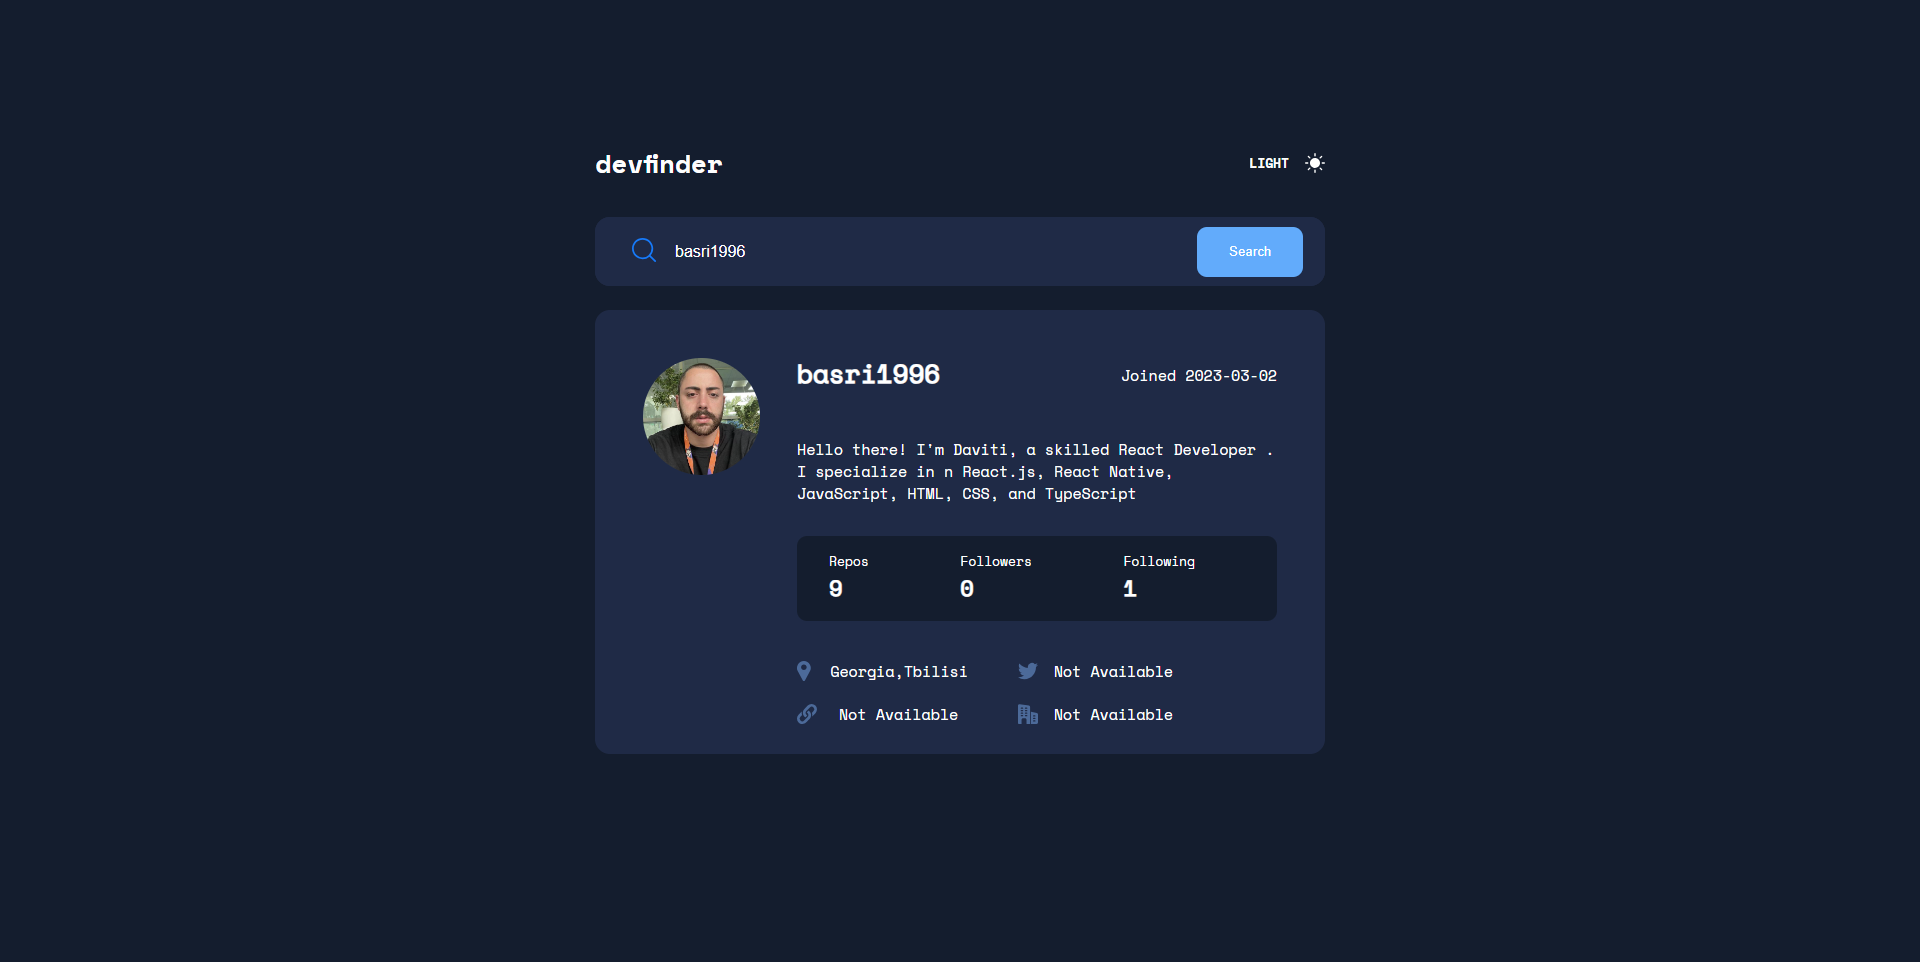 devfinder
LIGHT
basri1996
Search
basri1996
Joined 2023-03-02
Hello there! I'm Daviti, a skilled React Developer .
I specialize in n React.js, React Native,
JavaScript, HTML, CSS, and TypeScript
Repos
Followers
Following
9
0
1
Georgia,Tbilisi
Not Available
Not Available
Not Available